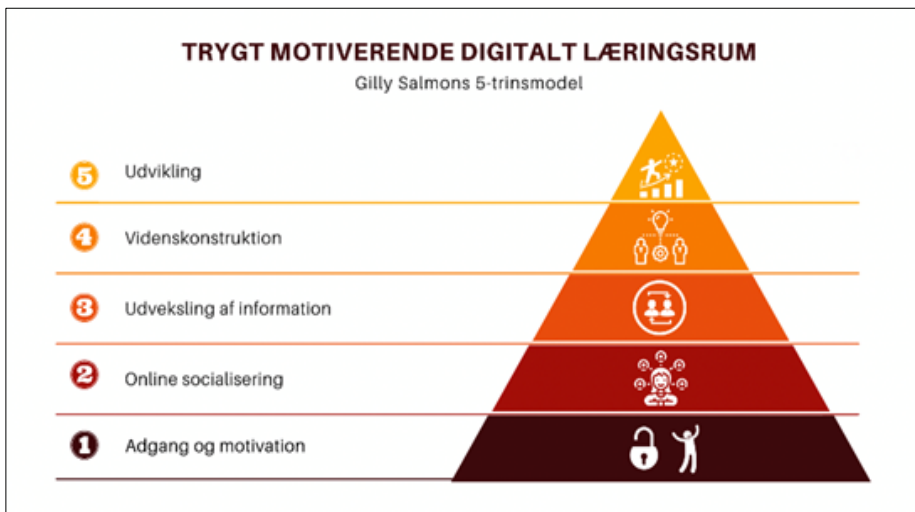 TRYGT MOTIVERENDE DIGITALT LÆRINGSRUM
Gilly Salmons 5-trinsmodel
5 Udvikling
4 Videnskonstruktion
3 Udveksling af information
2 Online socialisering
1 Adgang og motivation